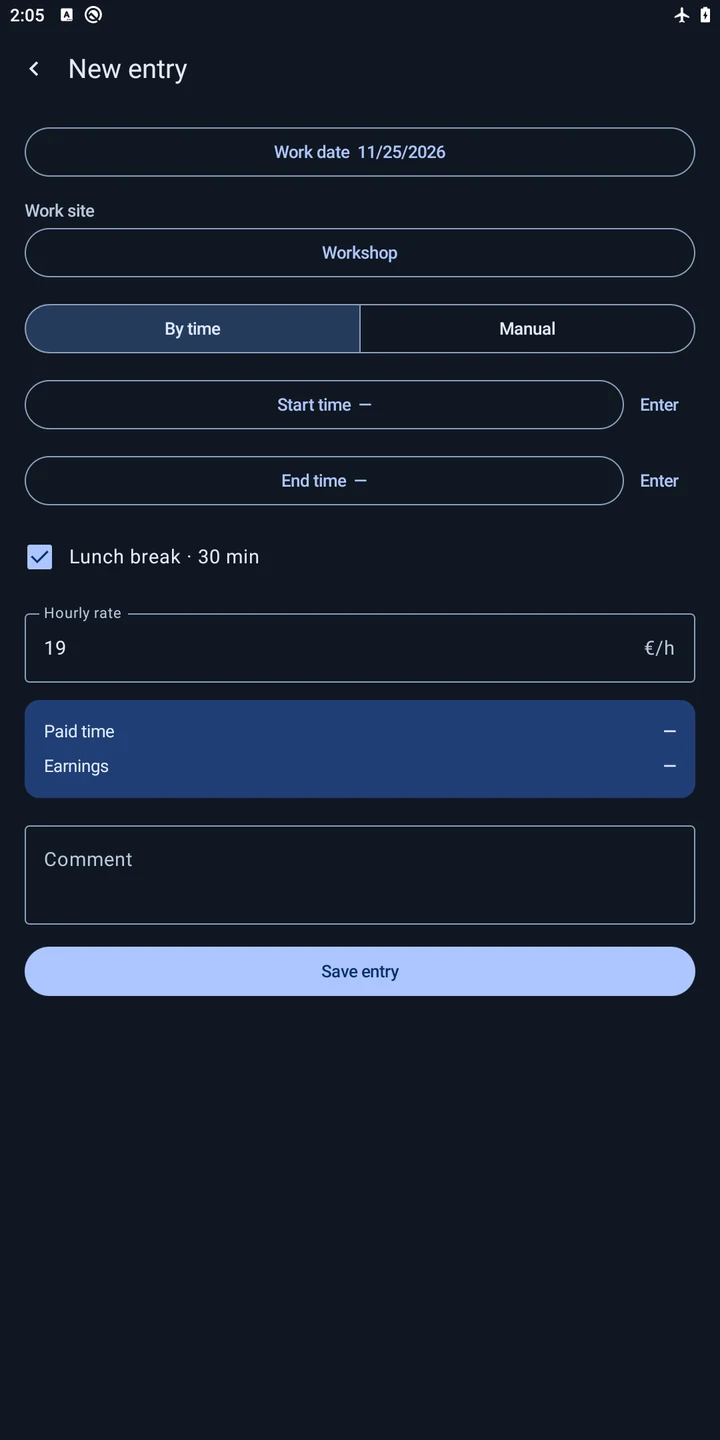 2:05
New entry
Work date 11/25/2026
Work site
Workshop
By time Manual
Start time — Enter
End time — Enter
Lunch break · 30 min
Hourly rate
19 €/h
Paid time —
Earnings —
Comment
Save entry